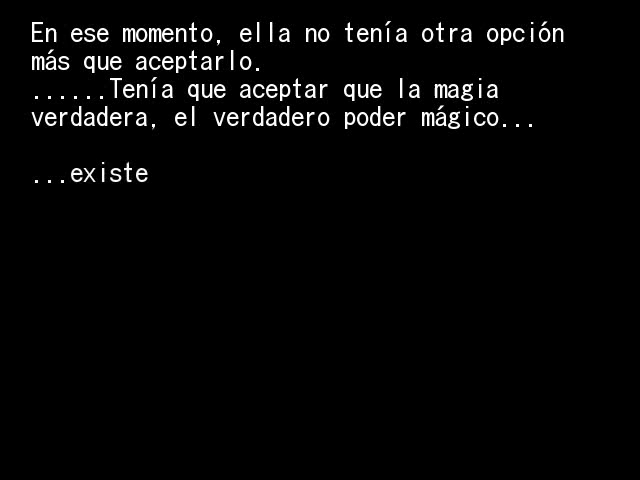 En ese momento, ella no tenía otra opción
más que aceptarlo.
......Tenía que aceptar que la magia
verdadera, el verdadero poder mágico...
...existe